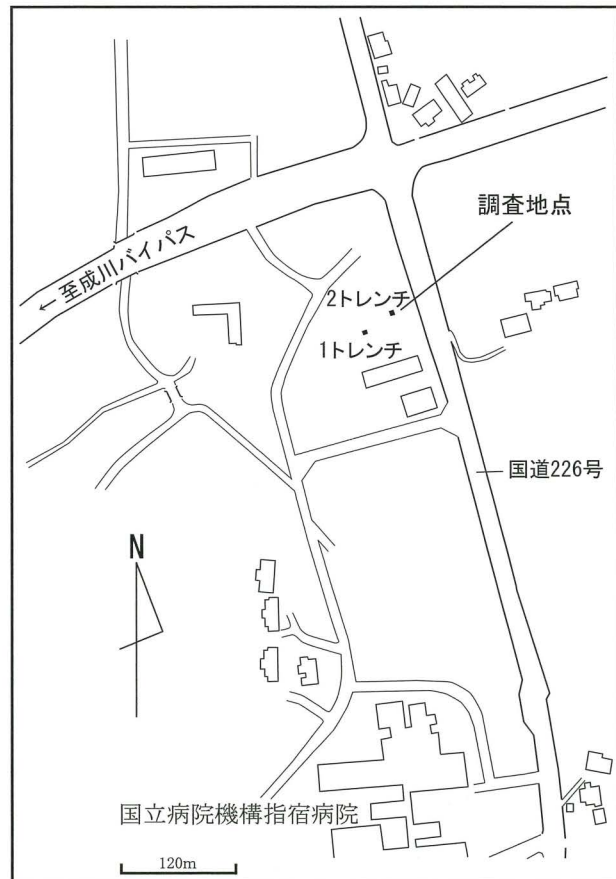 調査地点
← 至成川バイパス
2トレンチ
1トレンチ
国道226号
N
国立病院機構指宿病院
120m